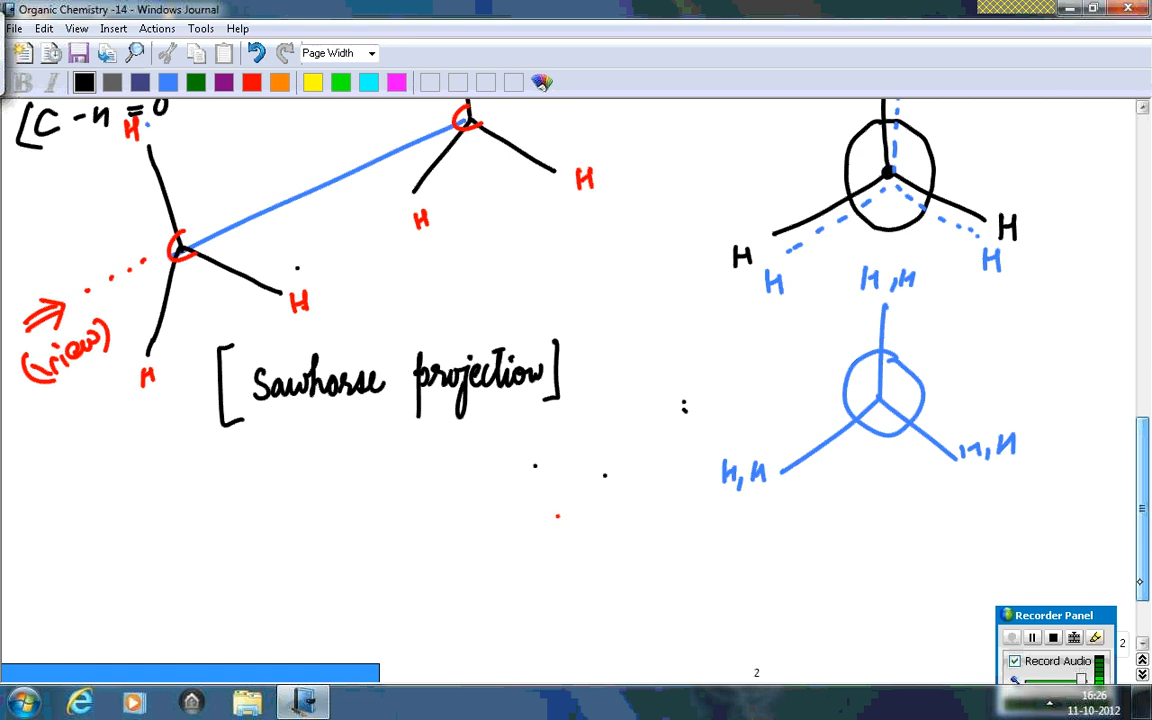 Organic Chemistry -14 - Windows Journal
File Edit View Insert Actions Tools Help
Page Width
B I
[C - H = 0
H
H
H
H
H
H
H
H
H
(view)
H
H,H
[Sawhorse projection]
:
H,H
H,H
Recorder Panel
Record Audio
2
2
16:26
11-10-2012